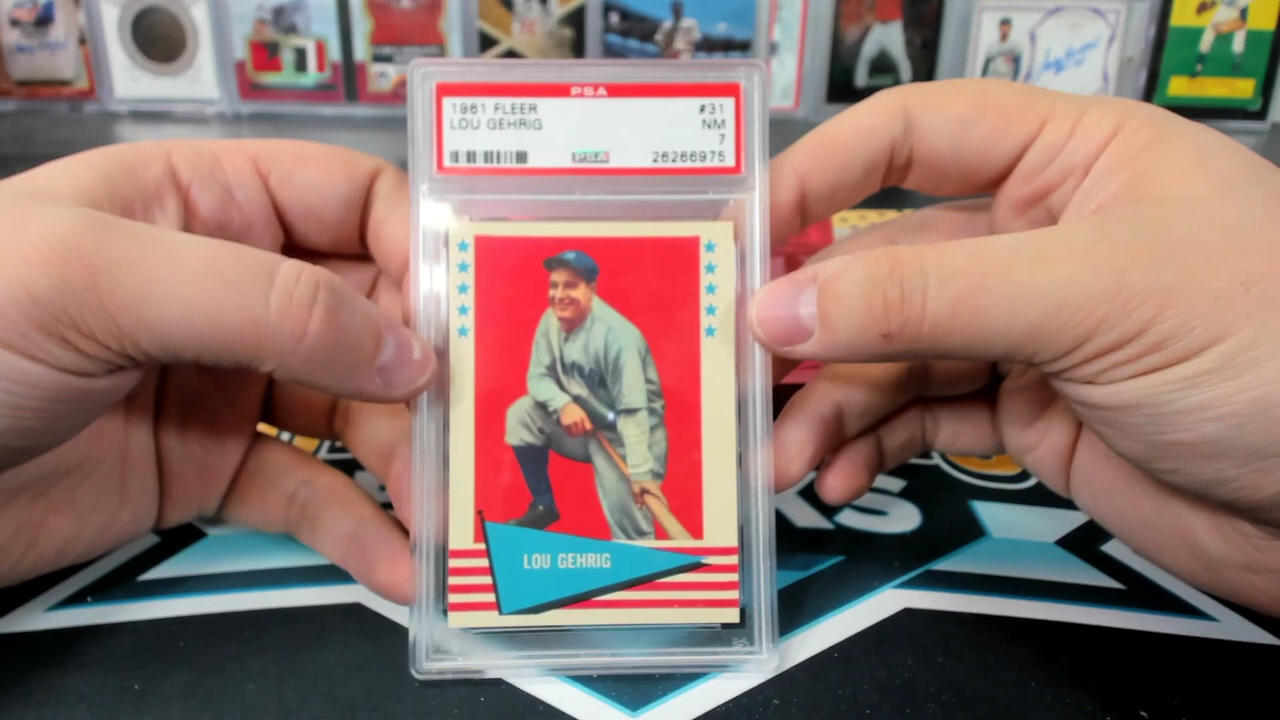 PSA
1961 FLEER #31
LOU GEHRIG NM
7
PSA 26266975
LOU GEHRIG